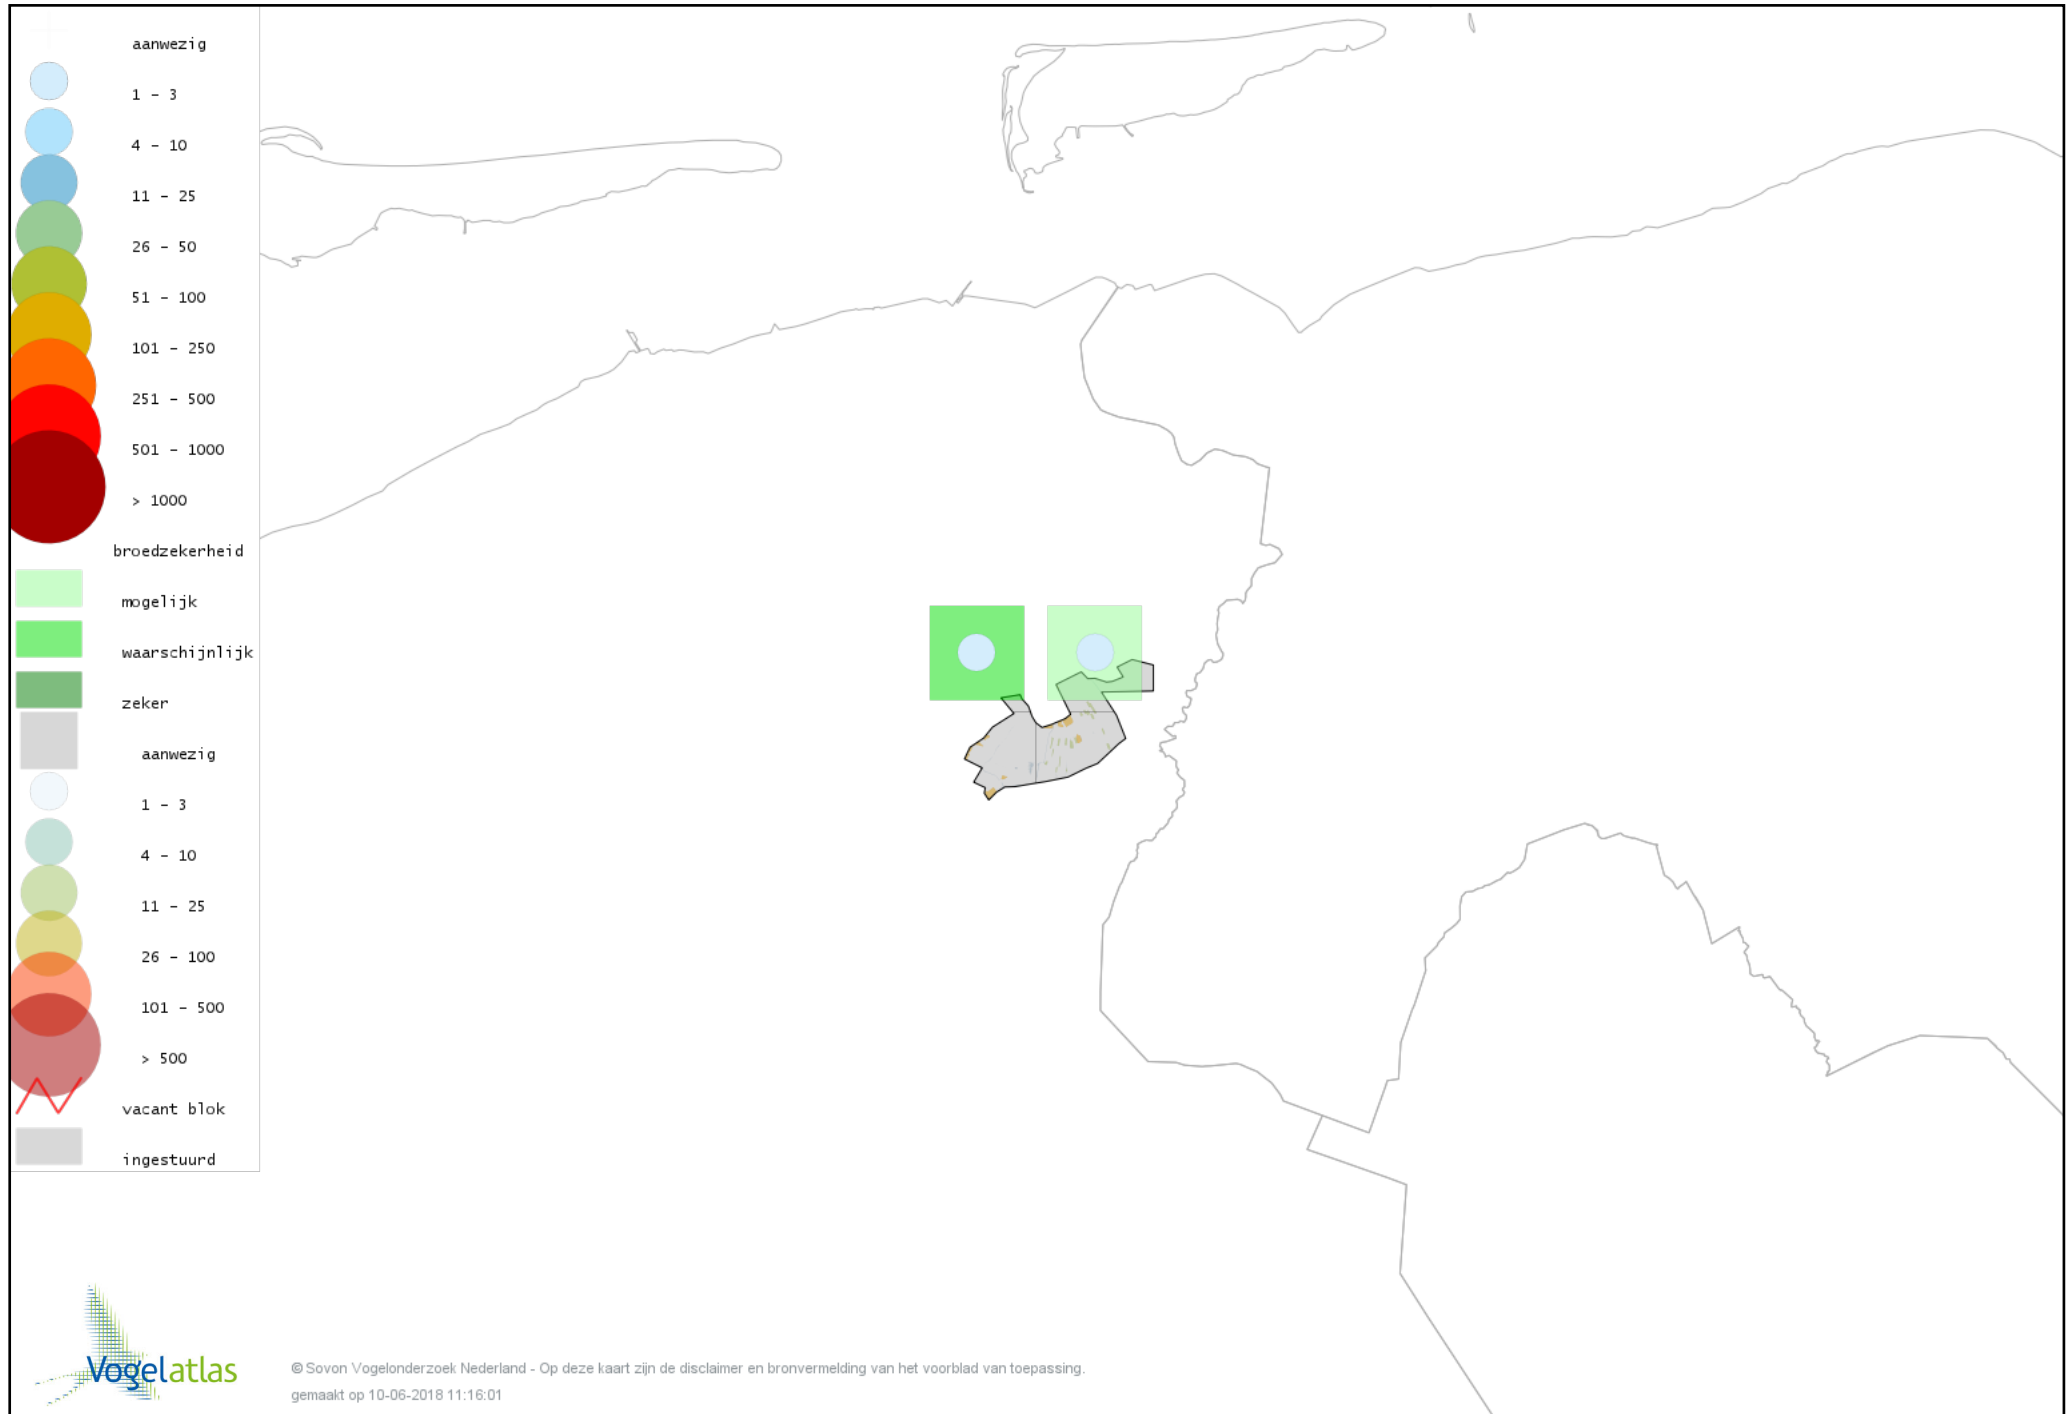 aanwezig
1 - 3
4 - 10
11 - 25
26 - 50
51 - 100
101 - 250
251 - 500
501 - 1000
> 1000
broedzekerheid
mogelijk
waarschijnlijk
zeker
aanwezig
1 - 3
4 - 10
11 - 25
26 - 100
101 - 500
> 500
vacant blok
ingestuurd
Vogelatlas
© Sovon Vogelonderzoek Nederland - Op deze kaart zijn de disclaimer en bronvermelding van het voorblad van toepassing.
gemaakt op 10-06-2018 11:16:01